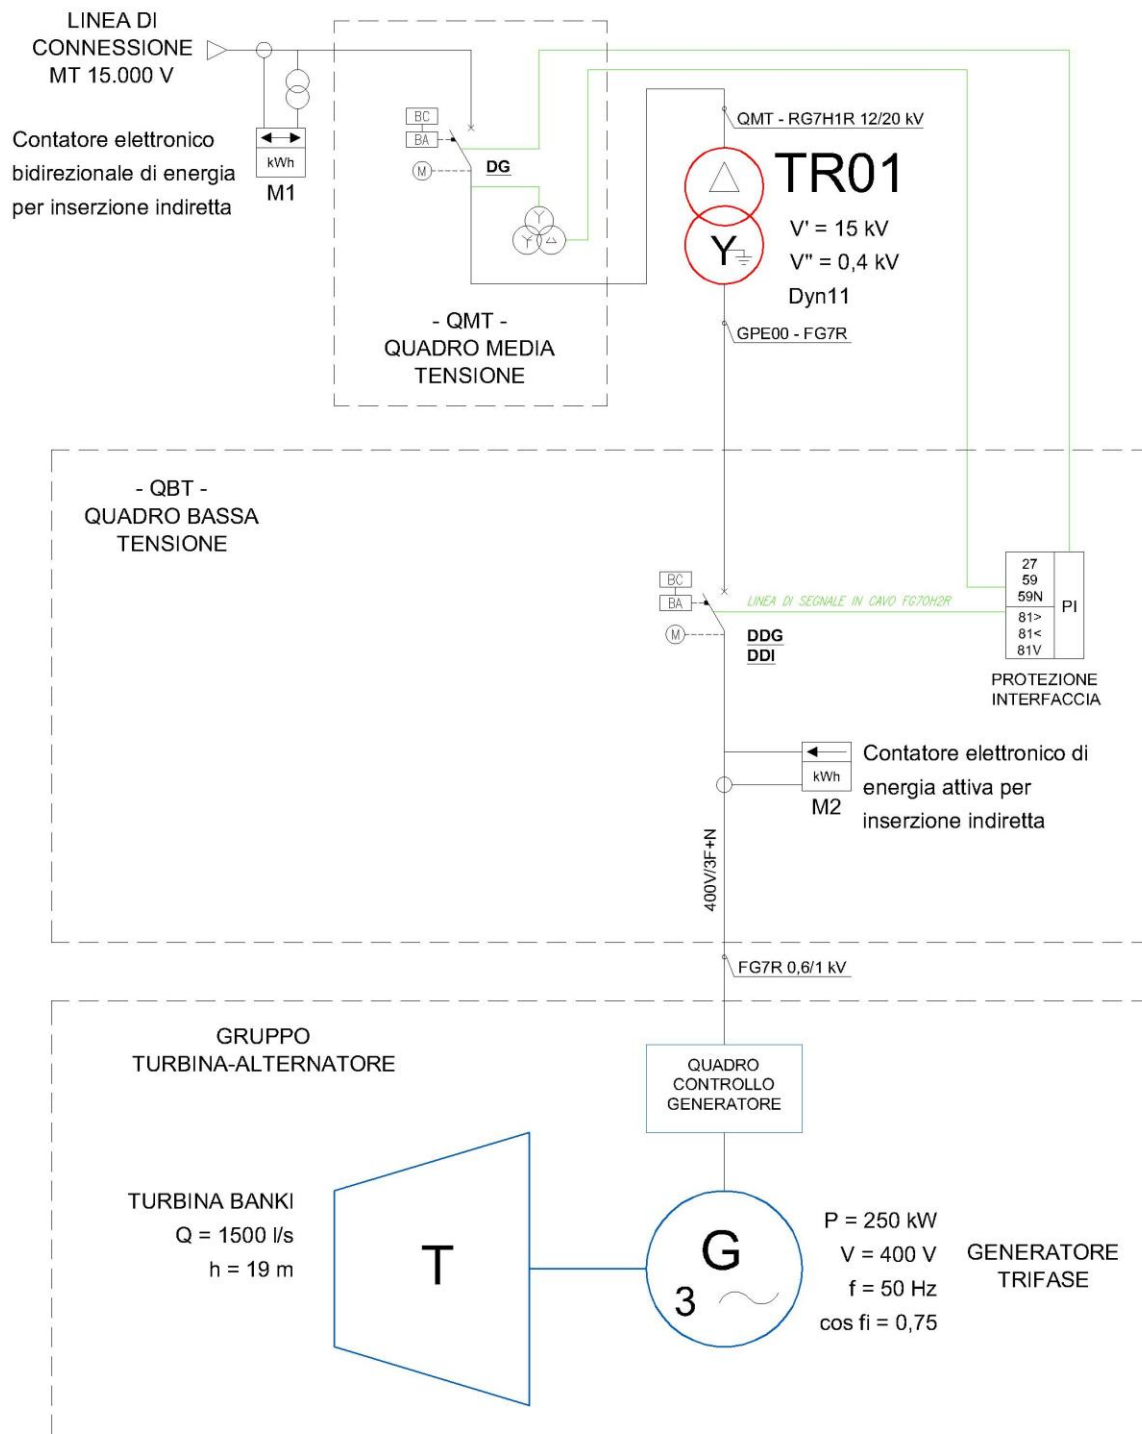 LINEA DI
CONNESSIONE
MT 15.000 V
Contatore elettronico
bidirezionale di energia
per inserzione indiretta
kWh
M1
BC
BA
M
DG
Y
Y
△
- QMT -
QUADRO MEDIA
TENSIONE
QMT - RG7H1R 12/20 kV
△
Y
TR01
V' = 15 kV
V" = 0,4 kV
Dyn11
GPE00 - FG7R
- QBT -
QUADRO BASSA
TENSIONE
BC
BA
M
LINEA DI SEGNALE IN CAVO FG7OH2R
DDG
DDI
27
59
59N
81>
81<
81V
PI
PROTEZIONE
INTERFACCIA
kWh
M2
Contatore elettronico di
energia attiva per
inserzione indiretta
400V/3F+N
FG7R 0,6/1 kV
GRUPPO
TURBINA-ALTERNATORE
QUADRO
CONTROLLO
GENERATORE
TURBINA BANKI
Q = 1500 l/s
h = 19 m
T
G
3
P = 250 kW
V = 400 V
f = 50 Hz
cos fi = 0,75
GENERATORE
TRIFASE